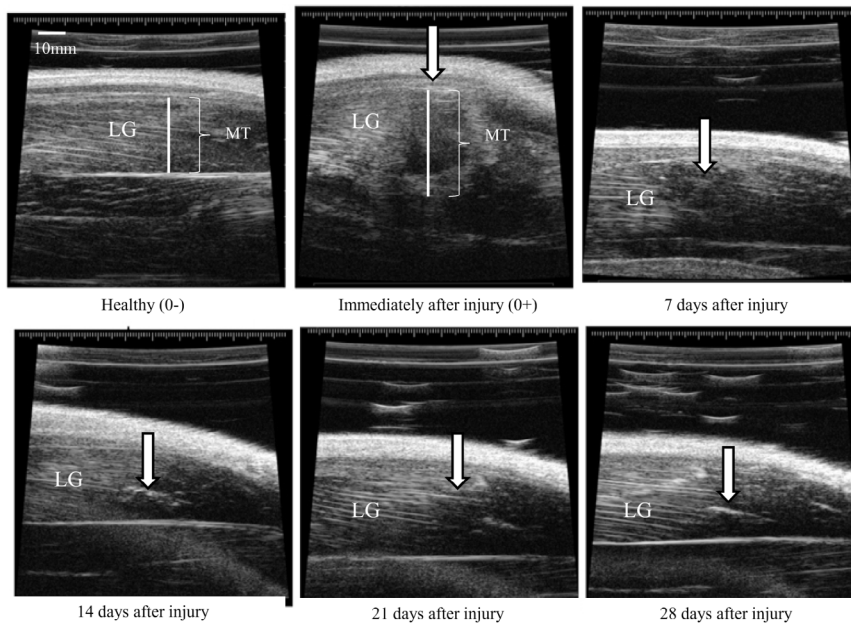 10mm
LG
MT
LG
MT
LG
Healthy (0-)
Immediately after injury (0+)
7 days after injury
LG
LG
LG
14 days after injury
21 days after injury
28 days after injury